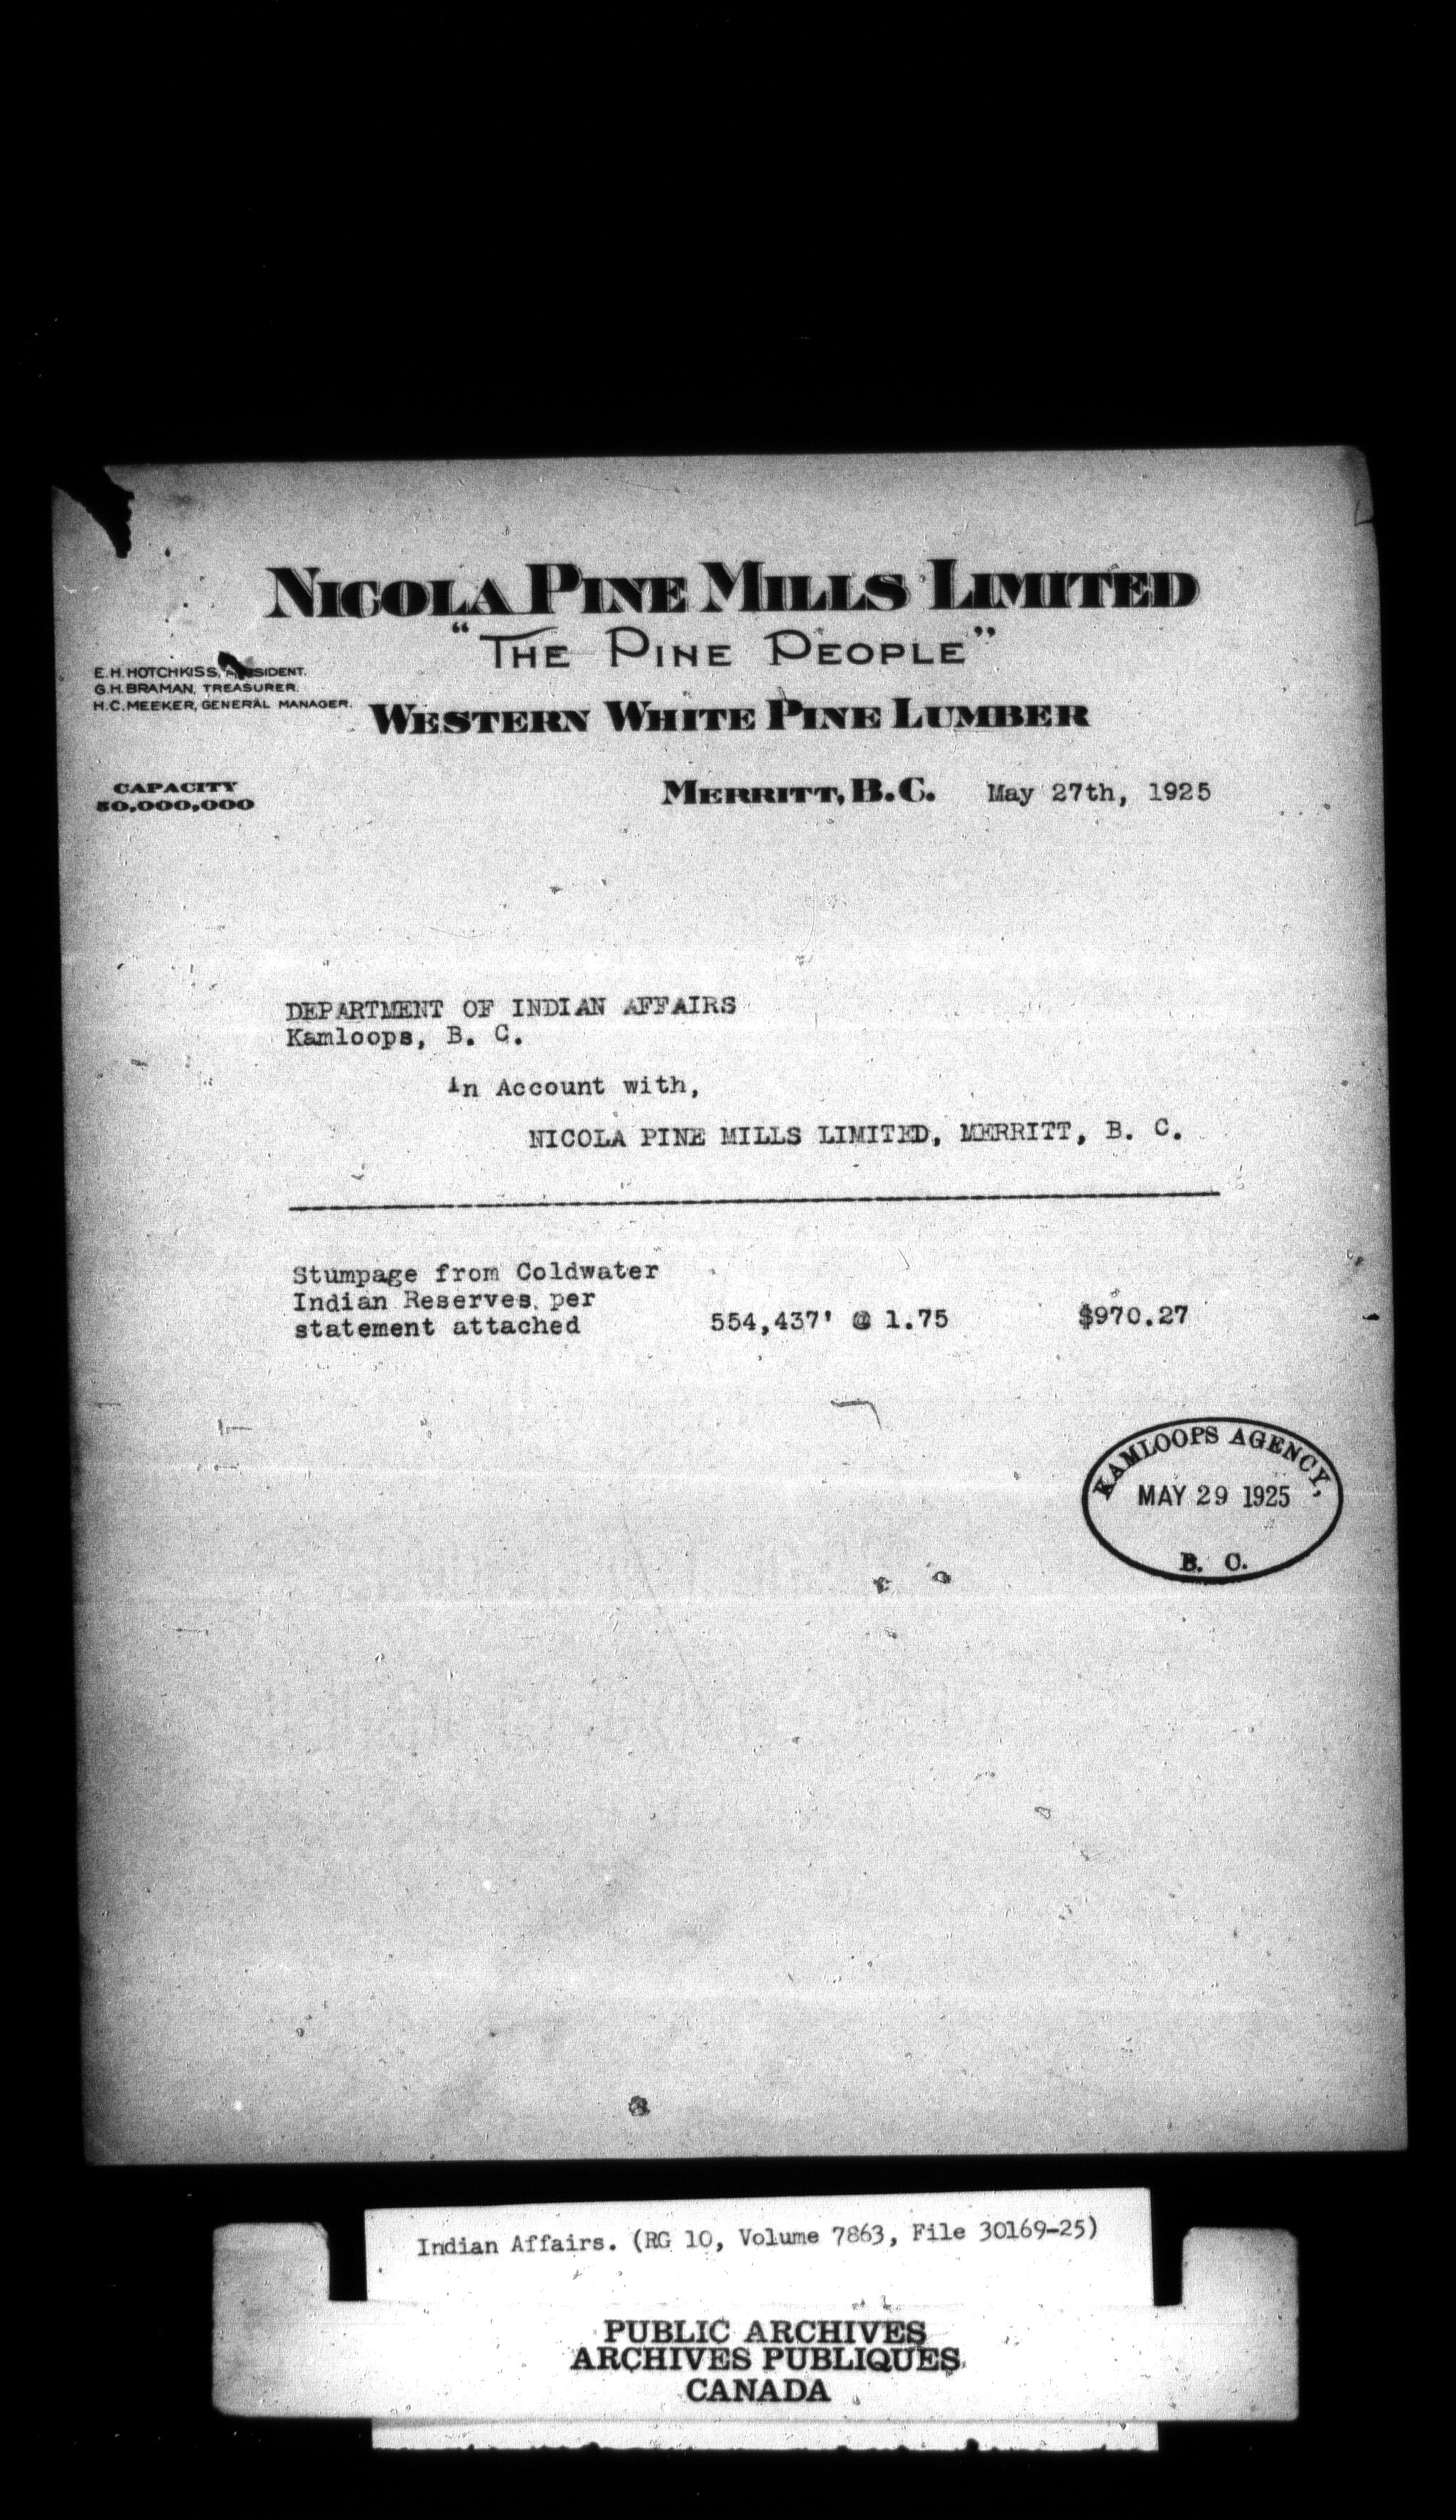 NICOLA PINE MILLS LIMITED
"THE PINE PEOPLE"
E.H. HOTCHKISS, PRESIDENT.
G.H. BRAMAN, TREASURER.
H.C. MEEKER, GENERAL MANAGER.
WESTERN WHITE PINE LUMBER
CAPACITY
50,000,000
MERRITT, B.C. May 27th, 1925
DEPARTMENT OF INDIAN AFFAIRS
Kamloops, B. C.
In Account with,
NICOLA PINE MILLS LIMITED, MERRITT, B. C.
Stumpage from Coldwater
Indian Reserves per
statement attached 554,437' @ 1.75 $970.27
KAMLOOPS AGENCY,
MAY 29 1925
B. C.
Indian Affairs. (RG 10, Volume 7863, File 30169-25)
PUBLIC ARCHIVES
ARCHIVES PUBLIQUES
CANADA